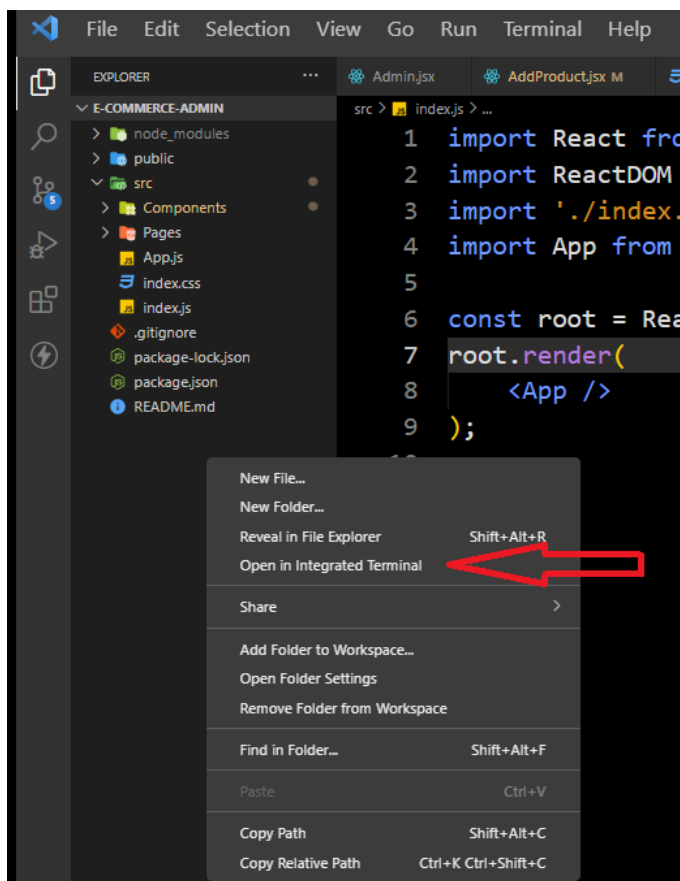 File Edit Selection View Go Run Terminal Help
EXPLORER ··· Admin.jsx AddProduct.jsx M
E-COMMERCE-ADMIN
src > JS index.js > ...
node_modules
public
src
Components
Pages
JS App.js
index.css
JS index.js
.gitignore
package-lock.json
package.json
README.md
5
1 import React fro
2 import ReactDOM
3 import './index.
4 import App from
5
6 const root = Rea
7 root.render(
8 <App />
9 );
New File...
New Folder...
Reveal in File Explorer Shift+Alt+R
Open in Integrated Terminal
Share
Add Folder to Workspace...
Open Folder Settings
Remove Folder from Workspace
Find in Folder... Shift+Alt+F
Paste Ctrl+V
Copy Path Shift+Alt+C
Copy Relative Path Ctrl+K Ctrl+Shift+C